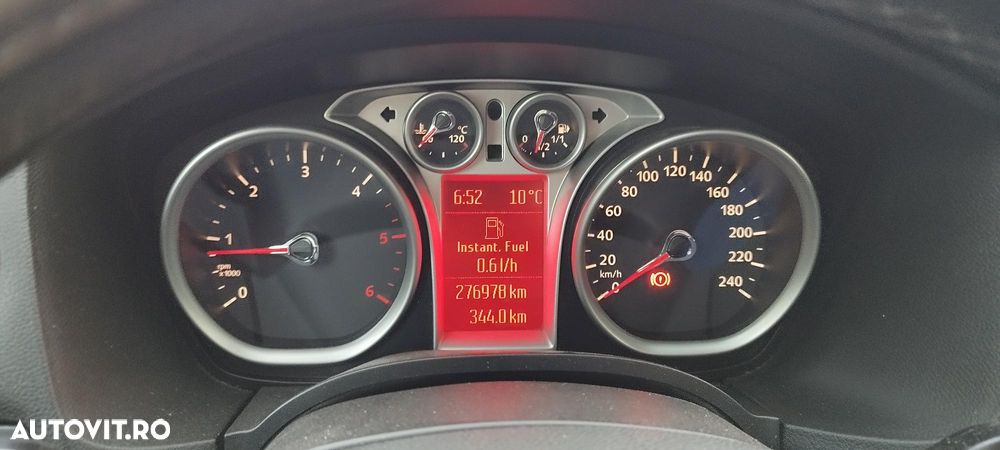 60 120 °C
0 1/2 1/1
0 1 2 3 4 5 6
rpm
x1000
6:52 10°C
Instant. Fuel
0.6 l/h
276978 km
344.0 km
0 20 40 60 80 100 120 140 160 180 200 220 240
km/h
AUTOVIT.RO